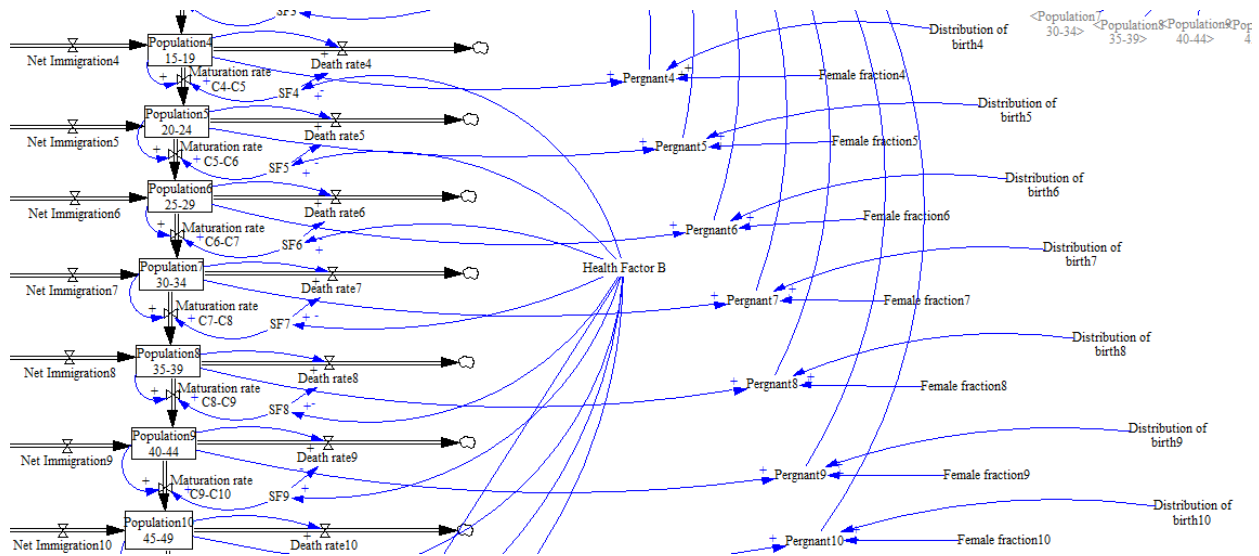 SF3
<Population7
30-34>
<Population8
35-39>
<Population9
40-44>
Population4
15-19
Net Immigration4
Death rate4
Maturation rate
C4-C5
SF4
Pergnant4
Distribution of
birth4
Female fraction4
Population5
20-24
Net Immigration5
Death rate5
Maturation rate
C5-C6
SF5
Pergnant5
Distribution of
birth5
Female fraction5
Population6
25-29
Net Immigration6
Death rate6
Maturation rate
C6-C7
SF6
Pergnant6
Distribution of
birth6
Female fraction6
Health Factor B
Population7
30-34
Net Immigration7
Death rate7
Maturation rate
C7-C8
SF7
Pergnant7
Distribution of
birth7
Female fraction7
Population8
35-39
Net Immigration8
Death rate8
Maturation rate
C8-C9
SF8
Pergnant8
Distribution of
birth8
Female fraction8
Population9
40-44
Net Immigration9
Death rate9
Maturation rate
C9-C10
SF9
Pergnant9
Distribution of
birth9
Female fraction9
Population10
45-49
Net Immigration10
Death rate10
Pergnant10
Distribution of
birth10
Female fraction10